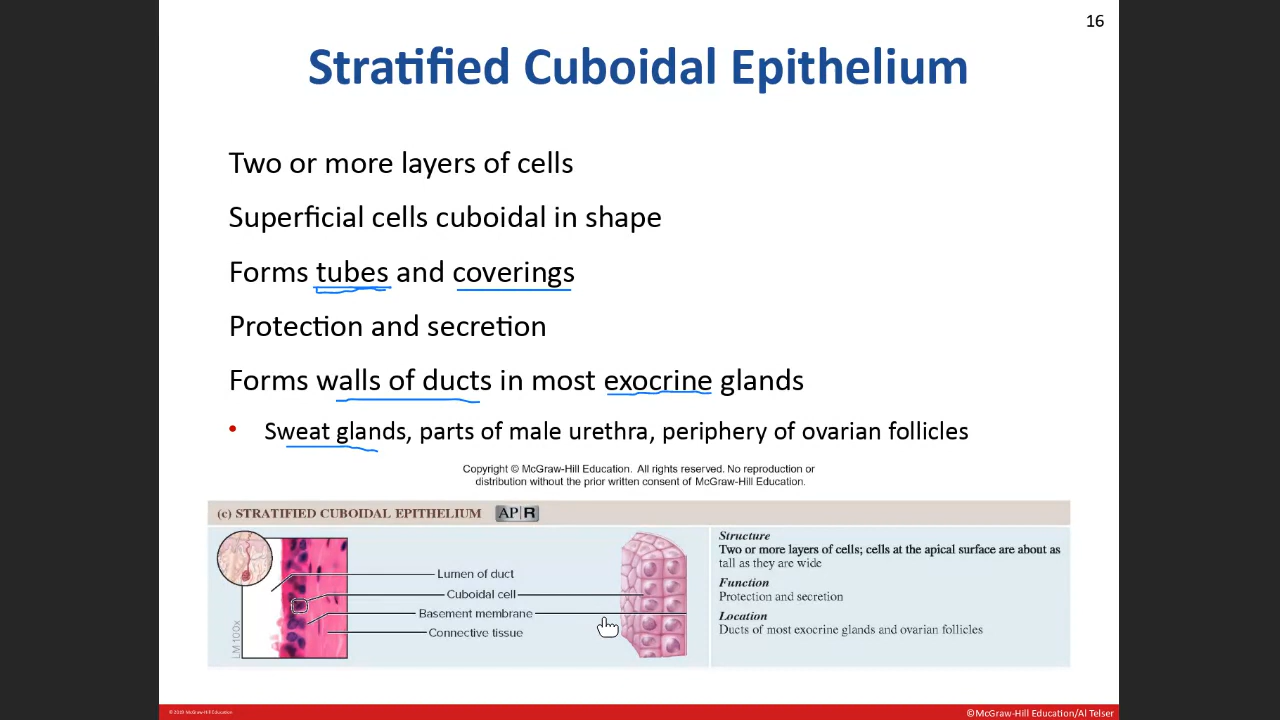 16
Stratified Cuboidal Epithelium
Two or more layers of cells
Superficial cells cuboidal in shape
Forms tubes and coverings
Protection and secretion
Forms walls of ducts in most exocrine glands
• Sweat glands, parts of male urethra, periphery of ovarian follicles
Copyright © McGraw-Hill Education. All rights reserved. No reproduction or
distribution without the prior written consent of McGraw-Hill Education.
(c) STRATIFIED CUBOIDAL EPITHELIUM AP|R
LM 100x
Lumen of duct
Cuboidal cell
Basement membrane
Connective tissue
Structure
Two or more layers of cells; cells at the apical surface are about as
tall as they are wide
Function
Protection and secretion
Location
Ducts of most exocrine glands and ovarian follicles
© 2019 McGraw-Hill Education
©McGraw-Hill Education/Al Telser